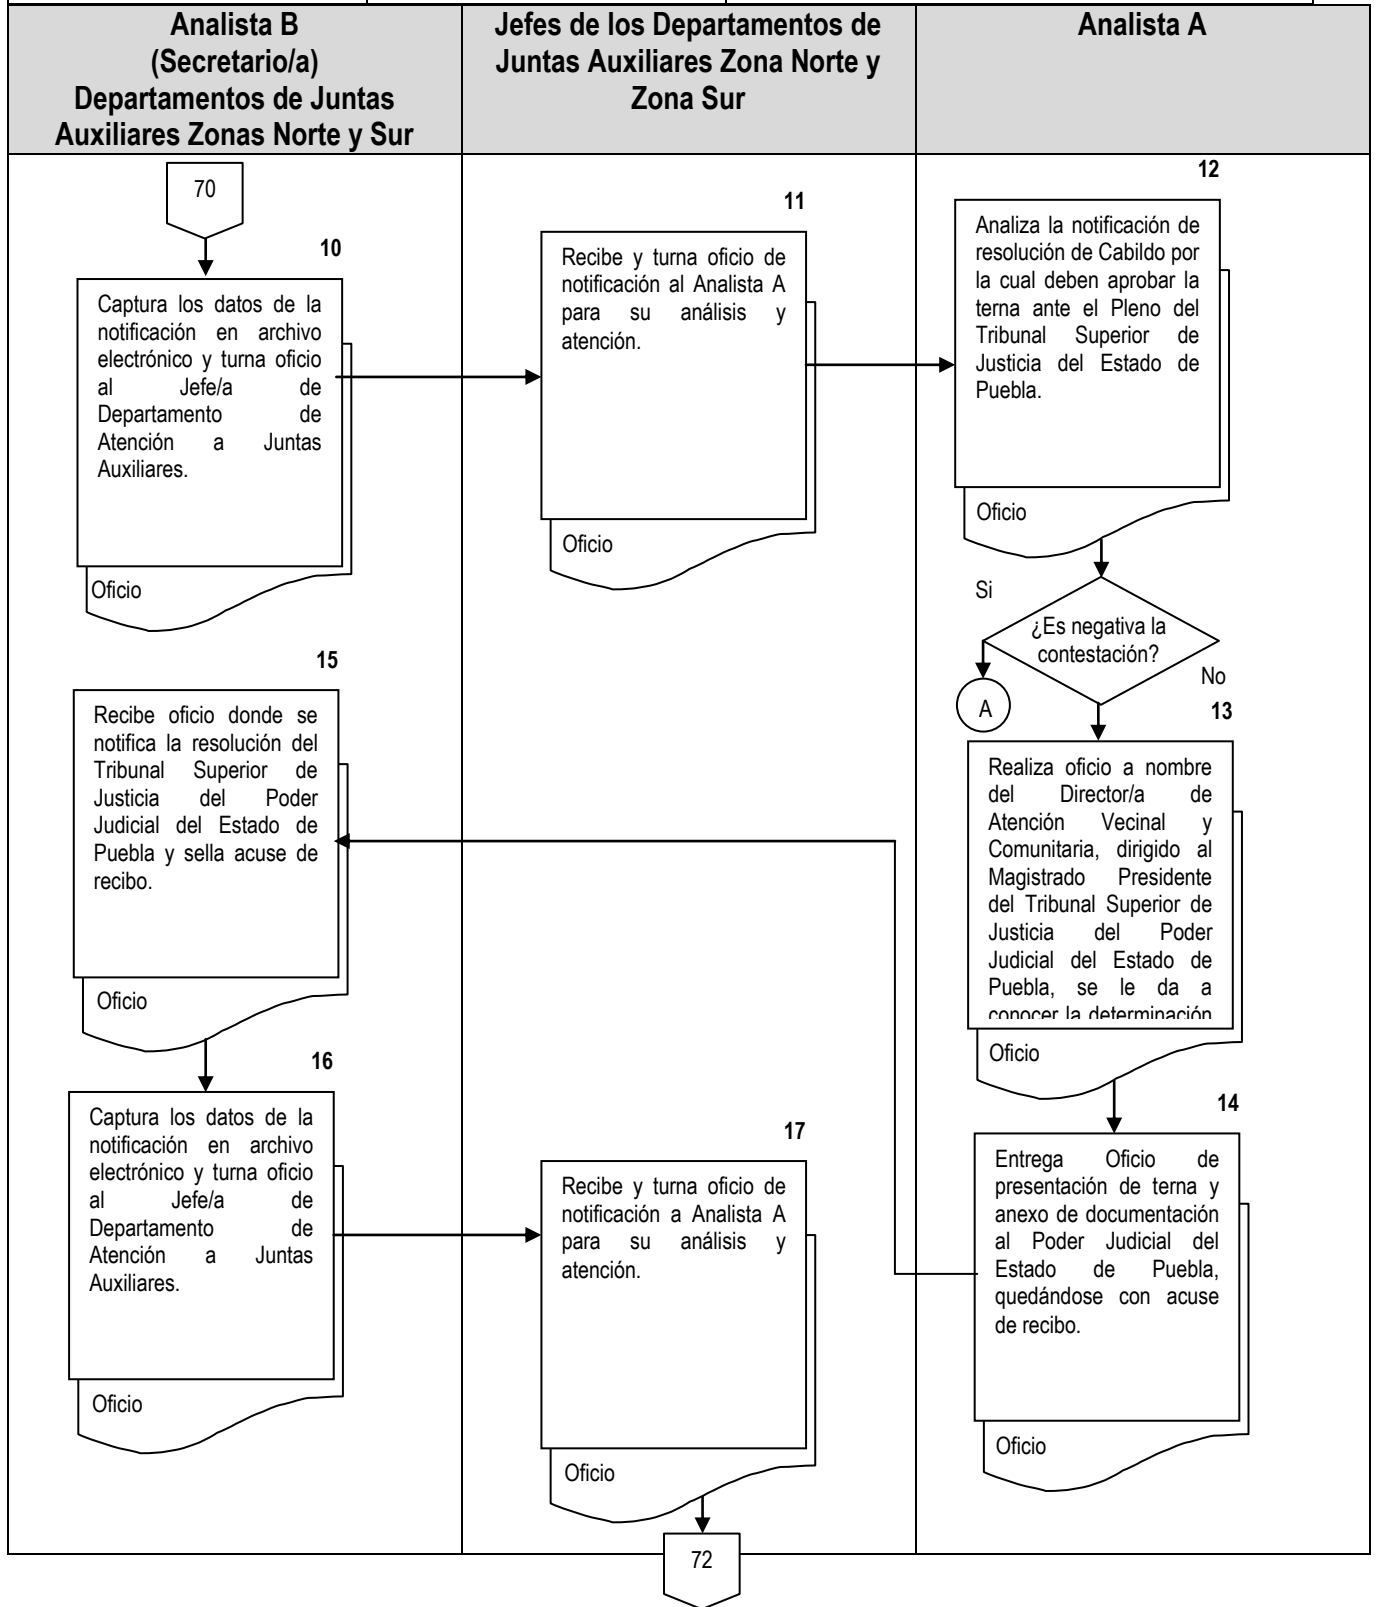 Analista B
(Secretario/a)
Departamentos de Juntas
Auxiliares Zonas Norte y Sur
Jefes de los Departamentos de
Juntas Auxiliares Zona Norte y
Zona Sur
Analista A
70
10
Captura los datos de la
notificación en archivo
electrónico y turna oficio
al Jefe/a de
Departamento de
Atención a Juntas
Auxiliares.
Oficio
11
Recibe y turna oficio de
notificación al Analista A
para su análisis y
atención.
Oficio
12
Analiza la notificación de
resolución de Cabildo por
la cual deben aprobar la
terna ante el Pleno del
Tribunal Superior de
Justicia del Estado de
Puebla.
Oficio
Si
¿Es negativa la
contestación?
No
A
13
Realiza oficio a nombre
del Director/a de
Atención Vecinal y
Comunitaria, dirigido al
Magistrado Presidente
del Tribunal Superior de
Justicia del Poder
Judicial del Estado de
Puebla, se le da a
conocer la determinación
Oficio
14
Entrega Oficio de
presentación de terna y
anexo de documentación
al Poder Judicial del
Estado de Puebla,
quedándose con acuse
de recibo.
Oficio
15
Recibe oficio donde se
notifica la resolución del
Tribunal Superior de
Justicia del Poder
Judicial del Estado de
Puebla y sella acuse de
recibo.
Oficio
16
Captura los datos de la
notificación en archivo
electrónico y turna oficio
al Jefe/a de
Departamento de
Atención a Juntas
Auxiliares.
Oficio
17
Recibe y turna oficio de
notificación a Analista A
para su análisis y
atención.
Oficio
72